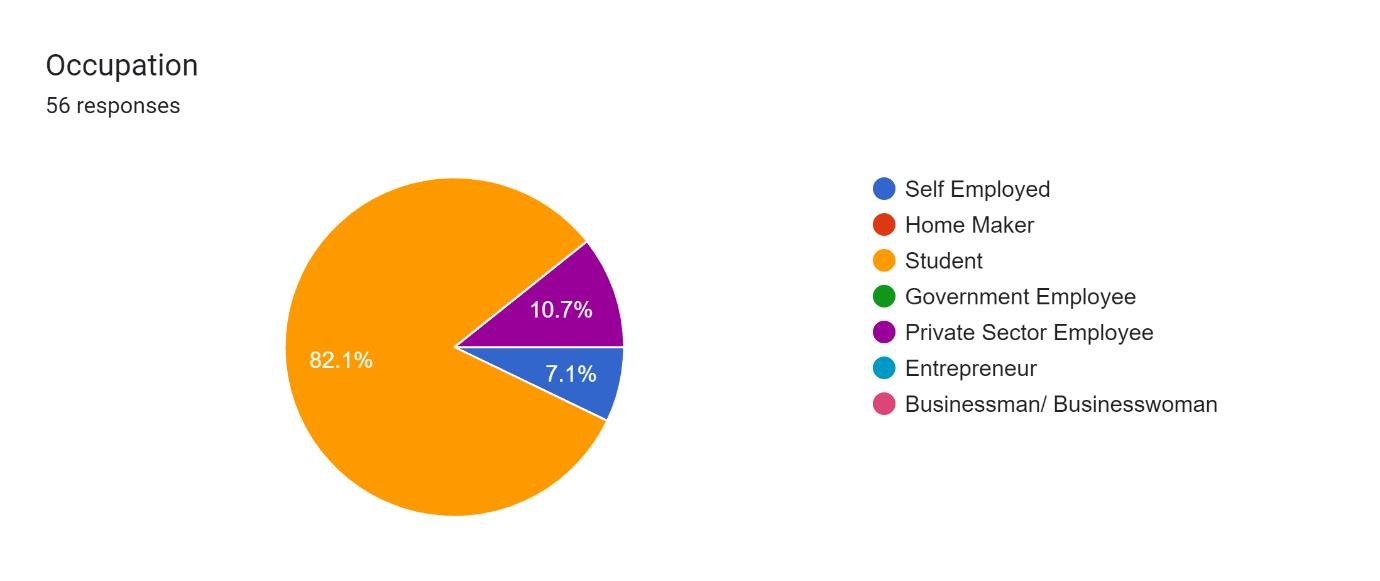 Occupation
56 responses
10.7%
82.1%
7.1%
Self Employed
Home Maker
Student
Government Employee
Private Sector Employee
Entrepreneur
Businessman/ Businesswoman